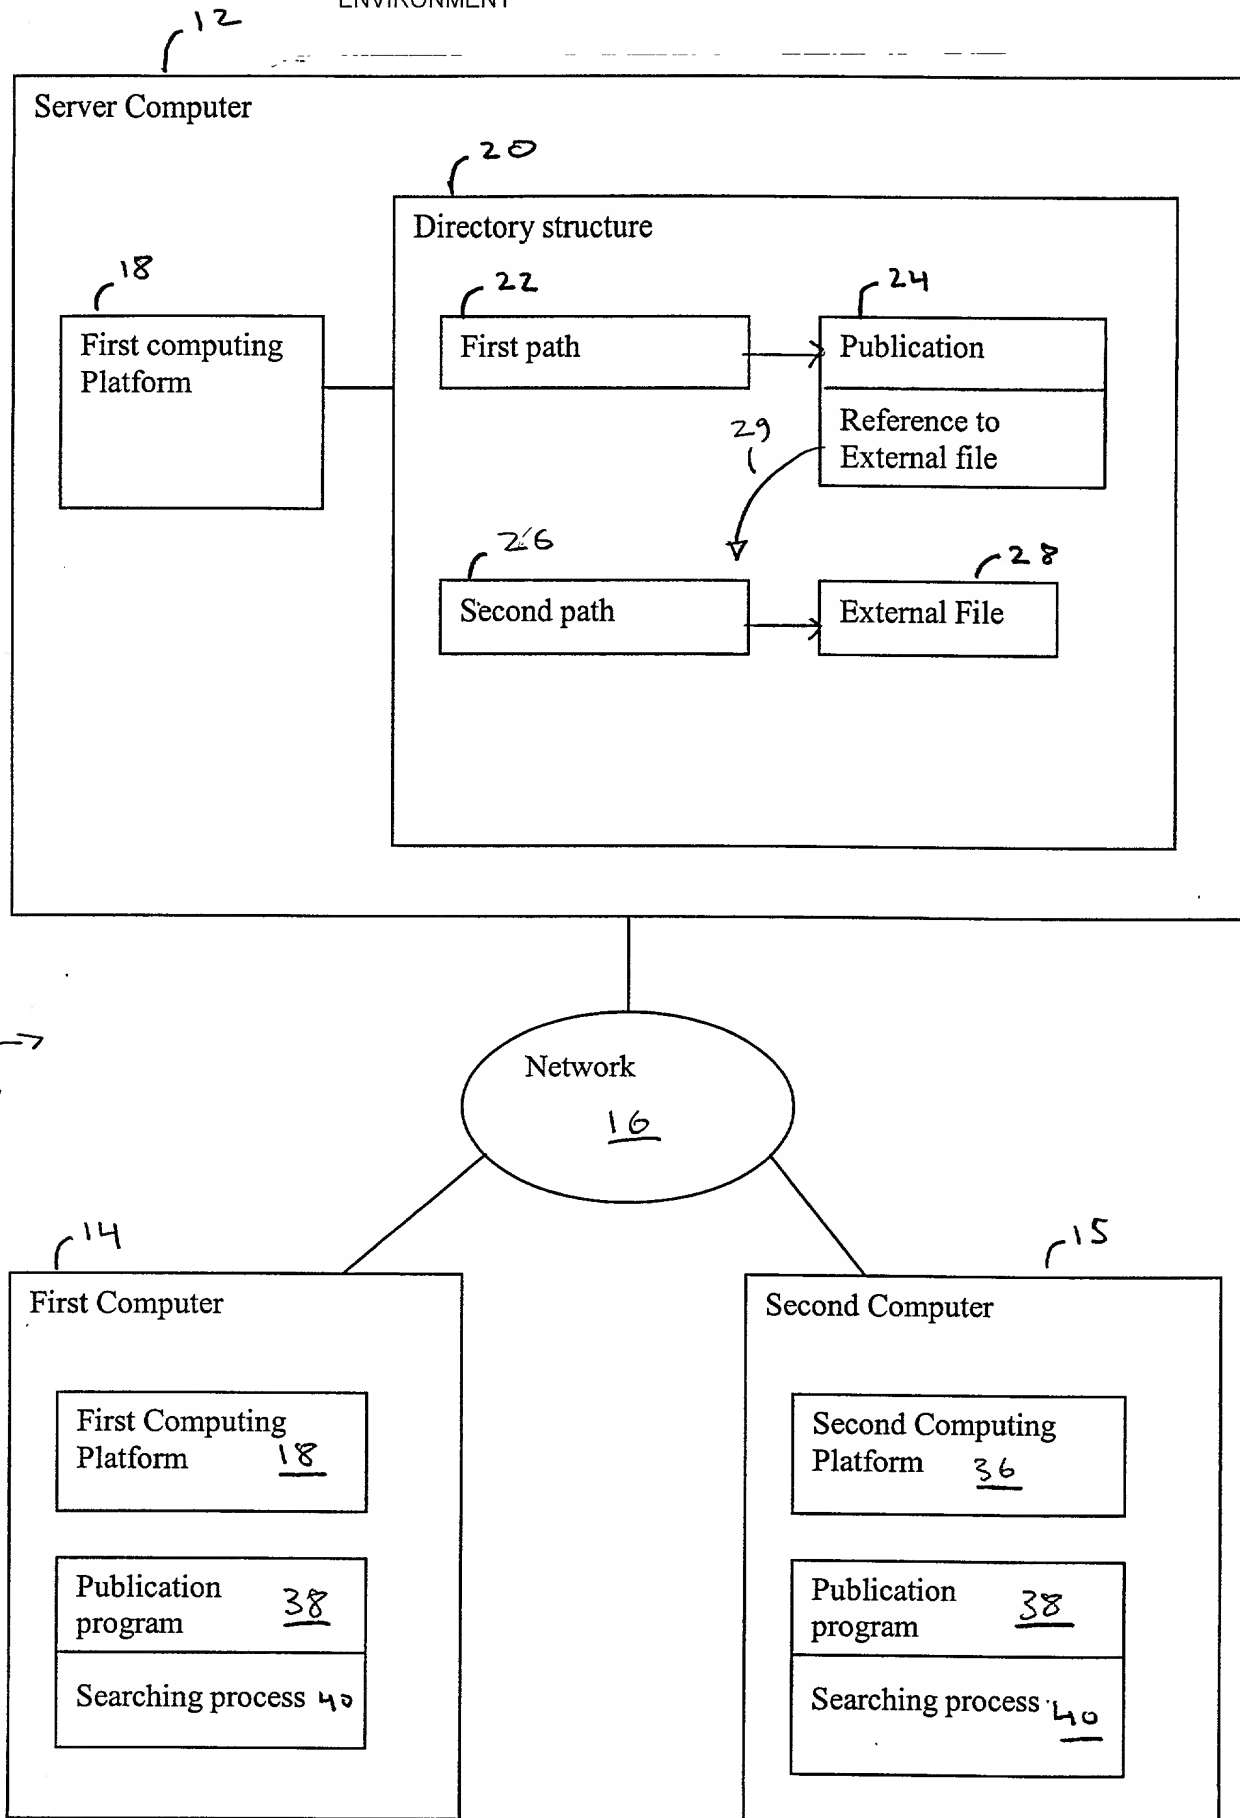 ENVIRONMENT
12
Server Computer
20
Directory structure
18
22
24
First computing
Platform
First path
Publication
Reference to
External file
29
26
28
Second path
External File
Network
16
14
15
First Computer
Second Computer
First Computing
Platform 18
Second Computing
Platform 36
Publication
program 38
Publication
program 38
Searching process 40
Searching process 40